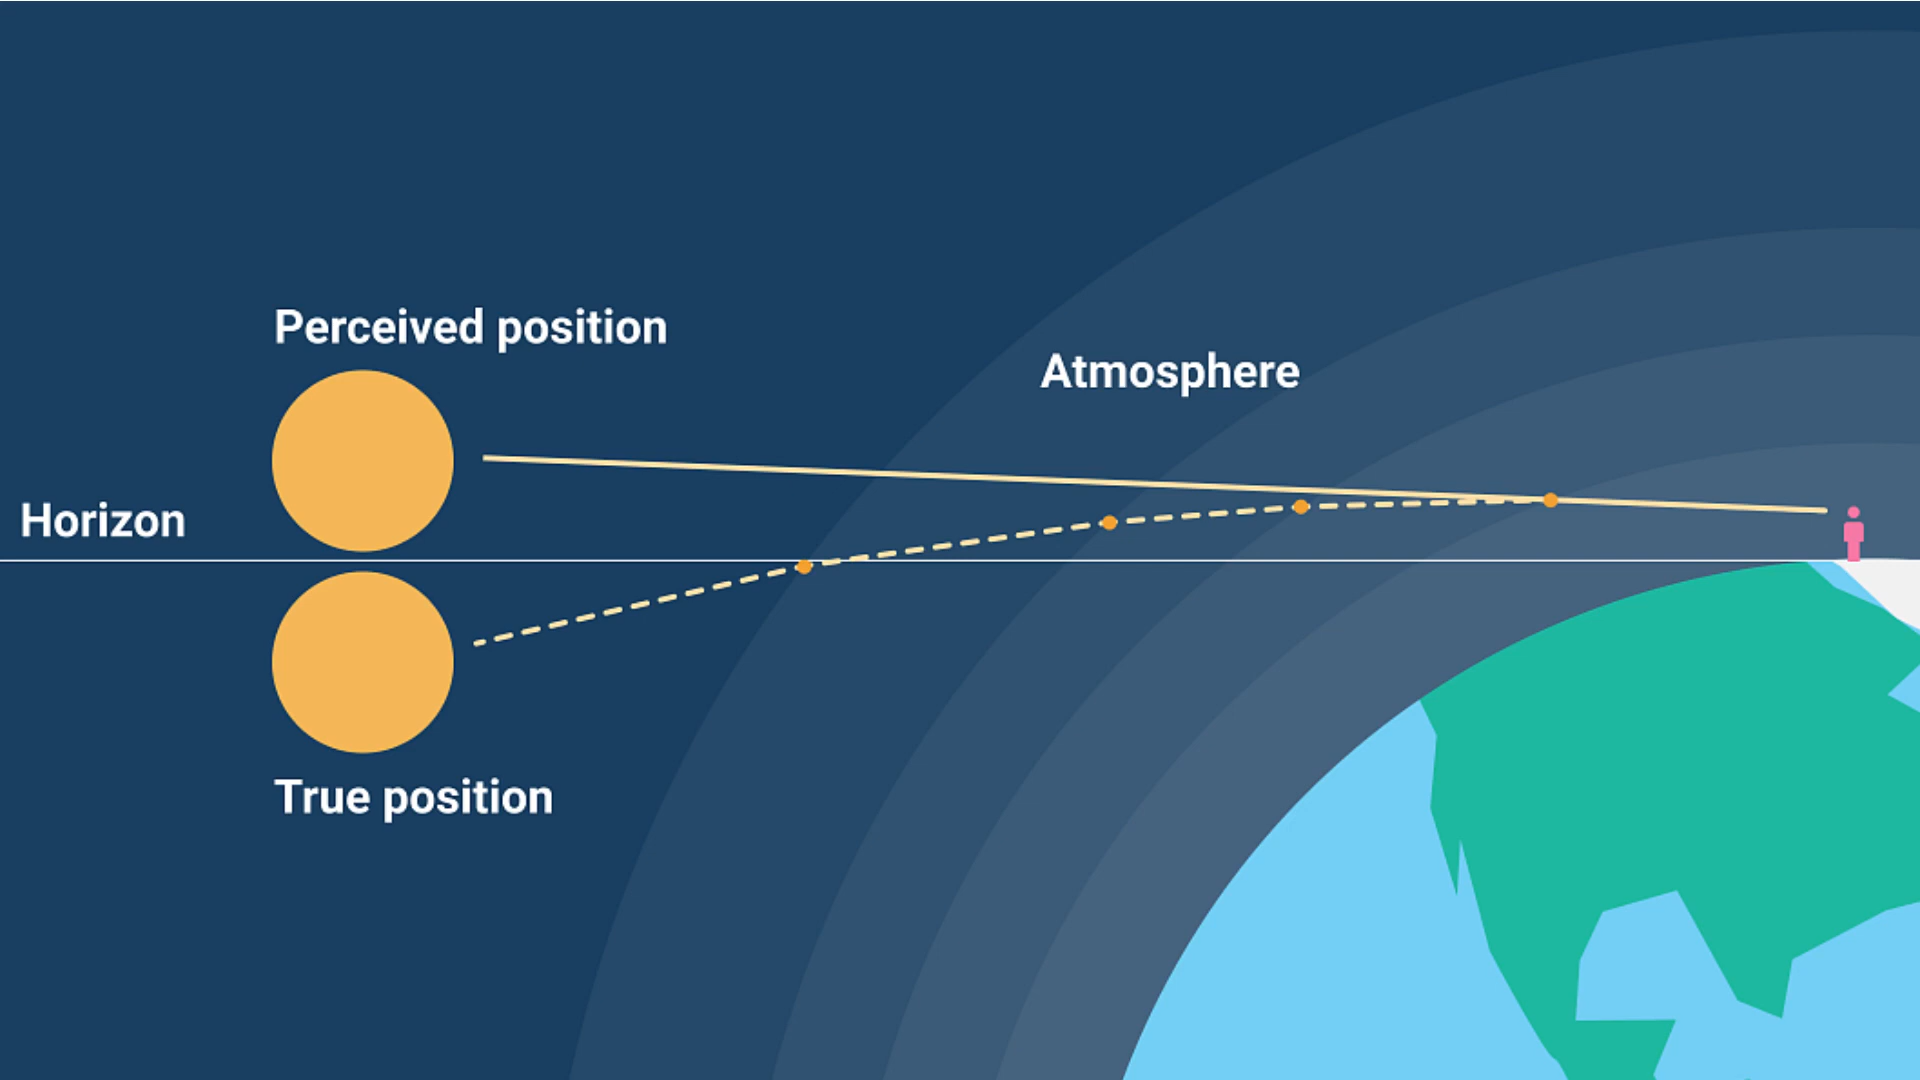 Perceived position
Atmosphere
Horizon
True position